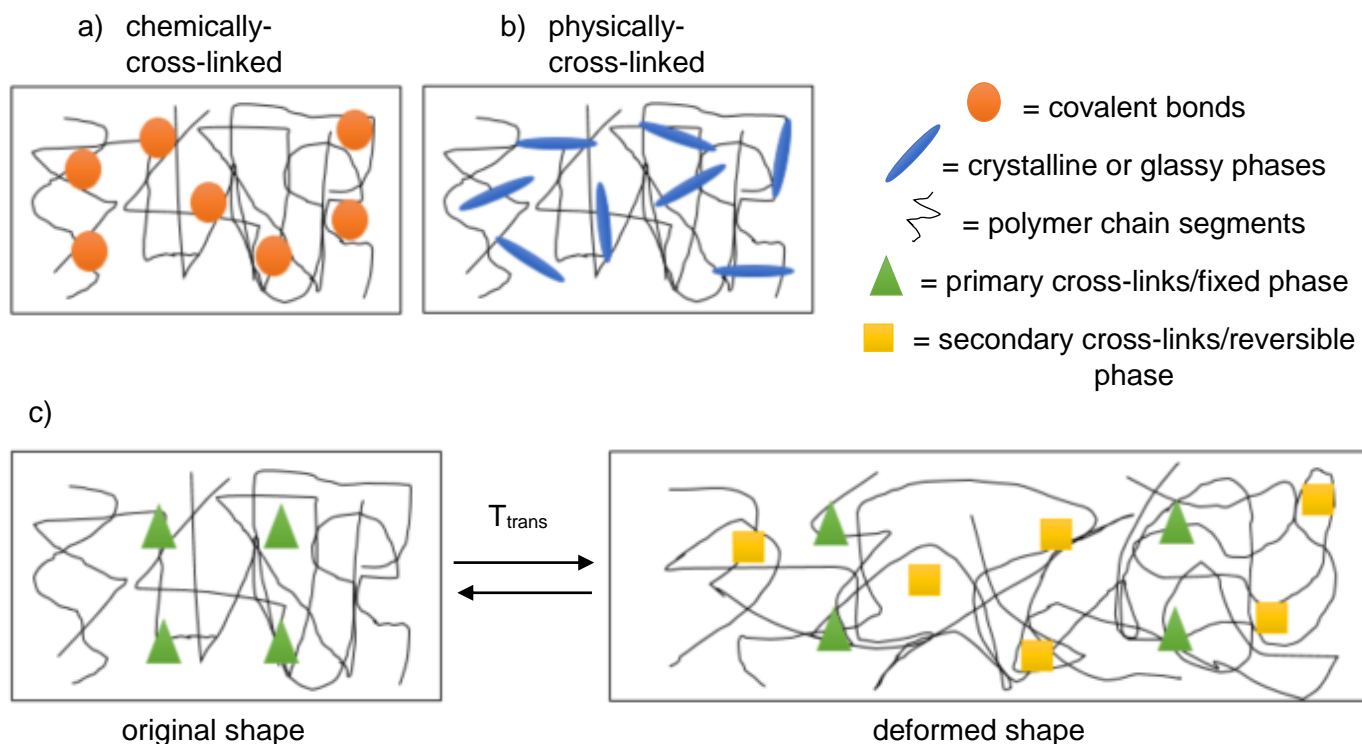 a) chemically-
cross-linked
b) physically-
cross-linked
= covalent bonds
= crystalline or glassy phases
= polymer chain segments
= primary cross-links/fixed phase
= secondary cross-links/reversible
phase
c)
Ttrans
original shape
deformed shape